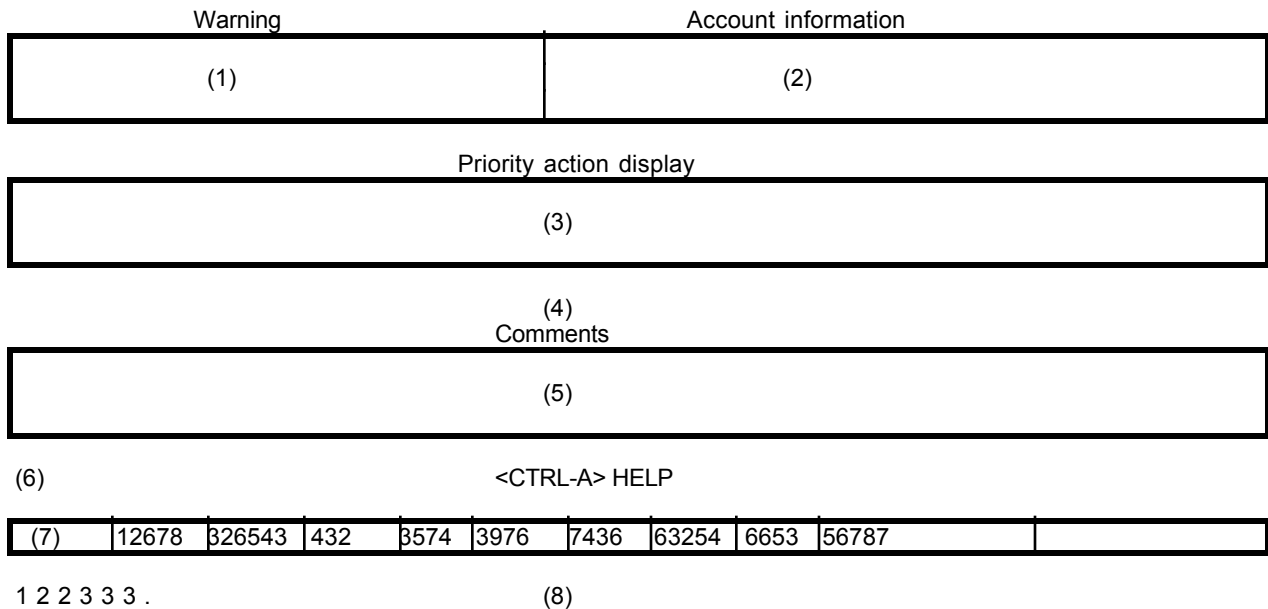 Warning Account information
(1) (2)
Priority action display
(3)
(4)
Comments
(5)
(6) <CTRL-A> HELP
(7) 12678 326543 432 3574 3976 7436 63254 6653 56787
1 2 2 3 3 3 . (8)